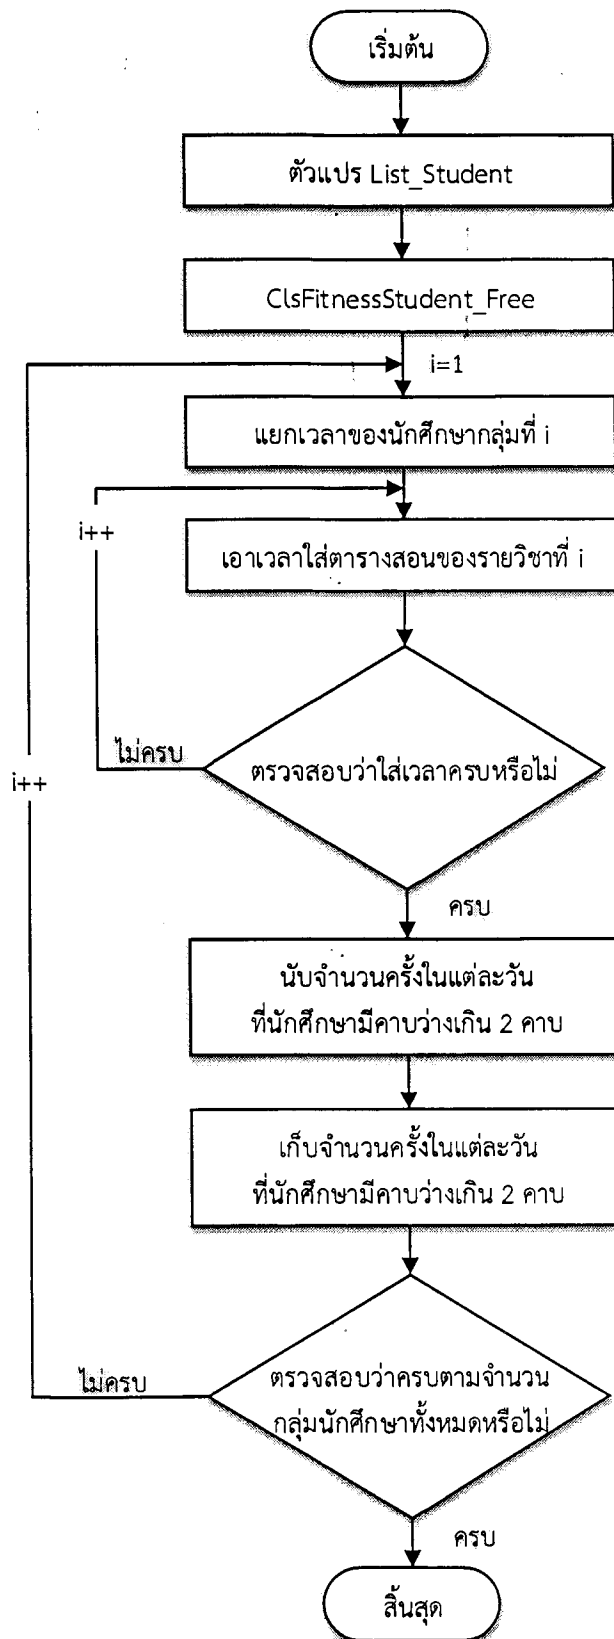 เริ่มต้น
ตัวแปร List_Student
ClsFitnessStudent_Free
i=1
แยกเวลาของนักศึกษากลุ่มที่ i
i++
เอาเวลาใส่ตารางสอนของรายวิชาที่ i
ไม่ครบ
ตรวจสอบว่าใส่เวลาครบหรือไม่
i++
ครบ
นับจำนวนครั้งในแต่ละวัน
ที่นักศึกษามีคาบว่างเกิน 2 คาบ
เก็บจำนวนครั้งในแต่ละวัน
ที่นักศึกษามีคาบว่างเกิน 2 คาบ
ไม่ครบ
ตรวจสอบว่าครบตามจำนวน
กลุ่มนักศึกษาทั้งหมดหรือไม่
ครบ
สิ้นสุด